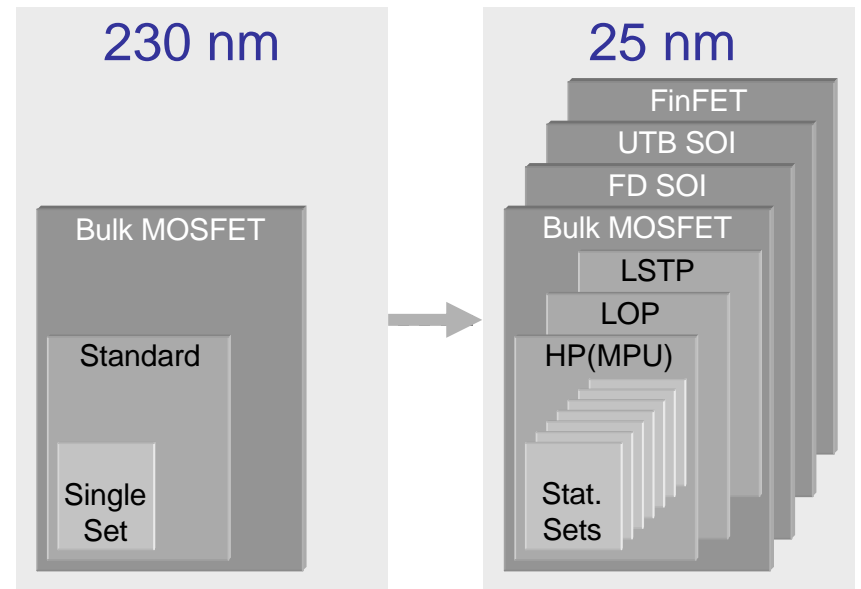 230 nm
Bulk MOSFET
Standard
Single
Set
25 nm
FinFET
UTB SOI
FD SOI
Bulk MOSFET
LSTP
LOP
HP(MPU)
Stat.
Sets